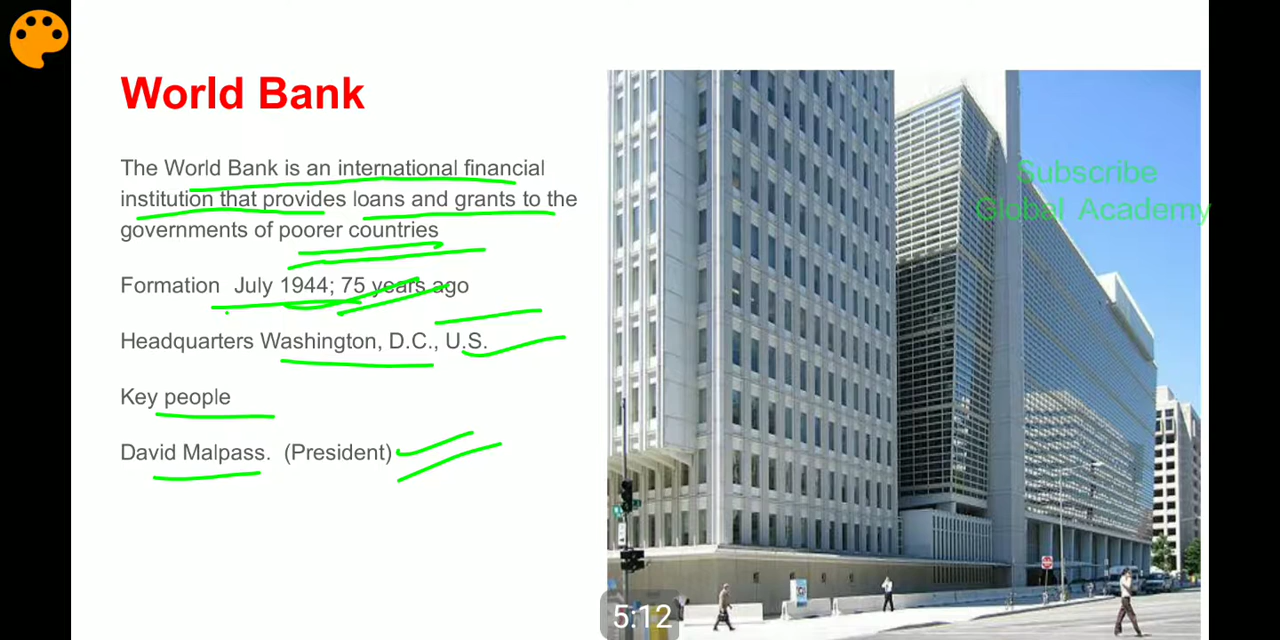 World Bank
The World Bank is an international financial
institution that provides loans and grants to the
governments of poorer countries
Formation July 1944; 75 years ago
Headquarters Washington, D.C., U.S.
Key people
David Malpass. (President)
Subscribe
Global Academy
5:12